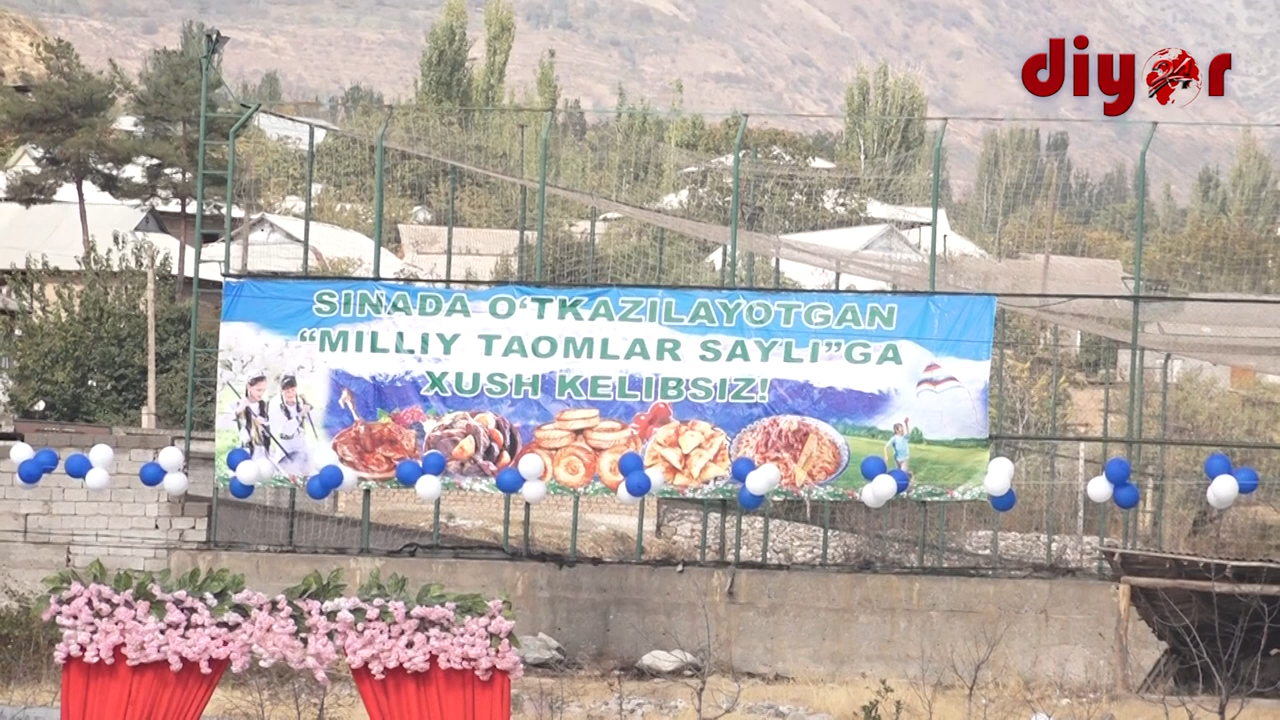 diyor
SINADA O‘TKAZILAYOTGAN
“MILLIY TAOMLAR SAYLI”GA
XUSH KELIBSIZ!